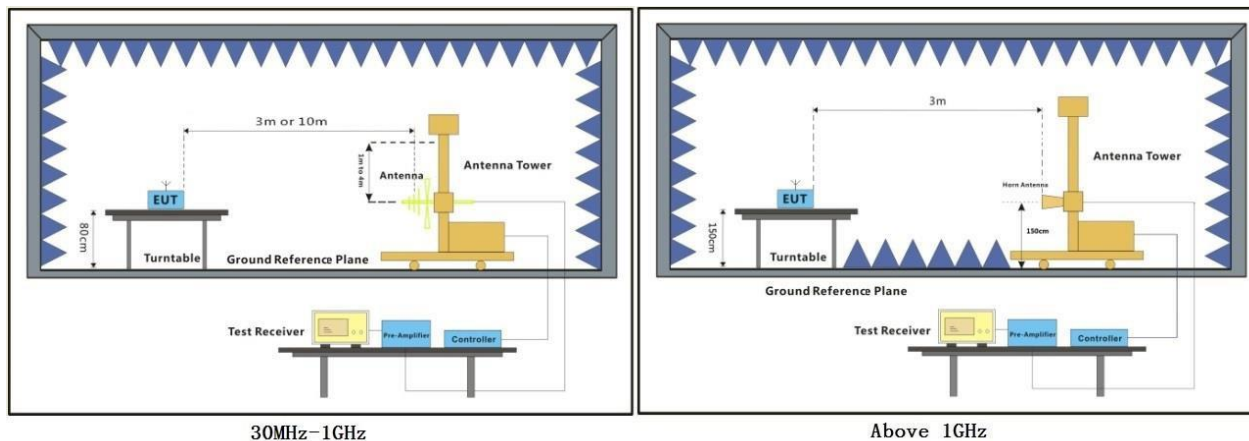 3m or 10m
1m to 4m
Antenna
Antenna Tower
EUT
80cm
Turntable
Ground Reference Plane
Test Receiver
Pre-Amplifier
Controller
30MHz-1GHz
3m
Antenna Tower
Horn Antenna
EUT
150cm
150cm
Turntable
Ground Reference Plane
Test Receiver
Pre-Amplifier
Controller
Above 1GHz